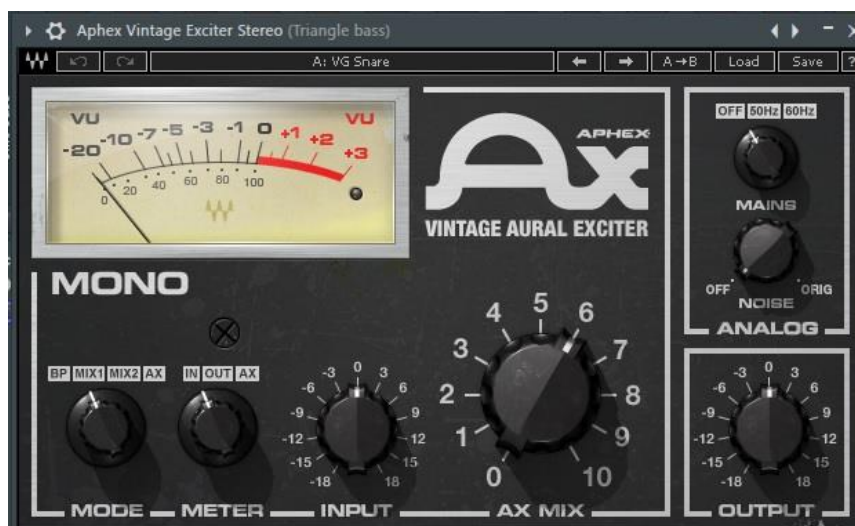 Aphex Vintage Exciter Stereo (Triangle bass)
A: VG Snare
A→B
Load
Save
?
VU
VU
-20 -10 -7 -5 -3 -1 0 +1 +2 +3
0 20 40 60 80 100
APHEX
Ax
VINTAGE AURAL EXCITER
MONO
BP MIX1 MIX2 AX
MODE
IN OUT AX
METER
-18 -15 -12 -9 -6 -3 0 3 6 9 12 15 18
INPUT
0 1 2 3 4 5 6 7 8 9 10
AX MIX
OFF 50Hz 60Hz
MAINS
OFF ORIG
NOISE
ANALOG
-18 -15 -12 -9 -6 -3 0 3 6 9 12 15 18
OUTPUT